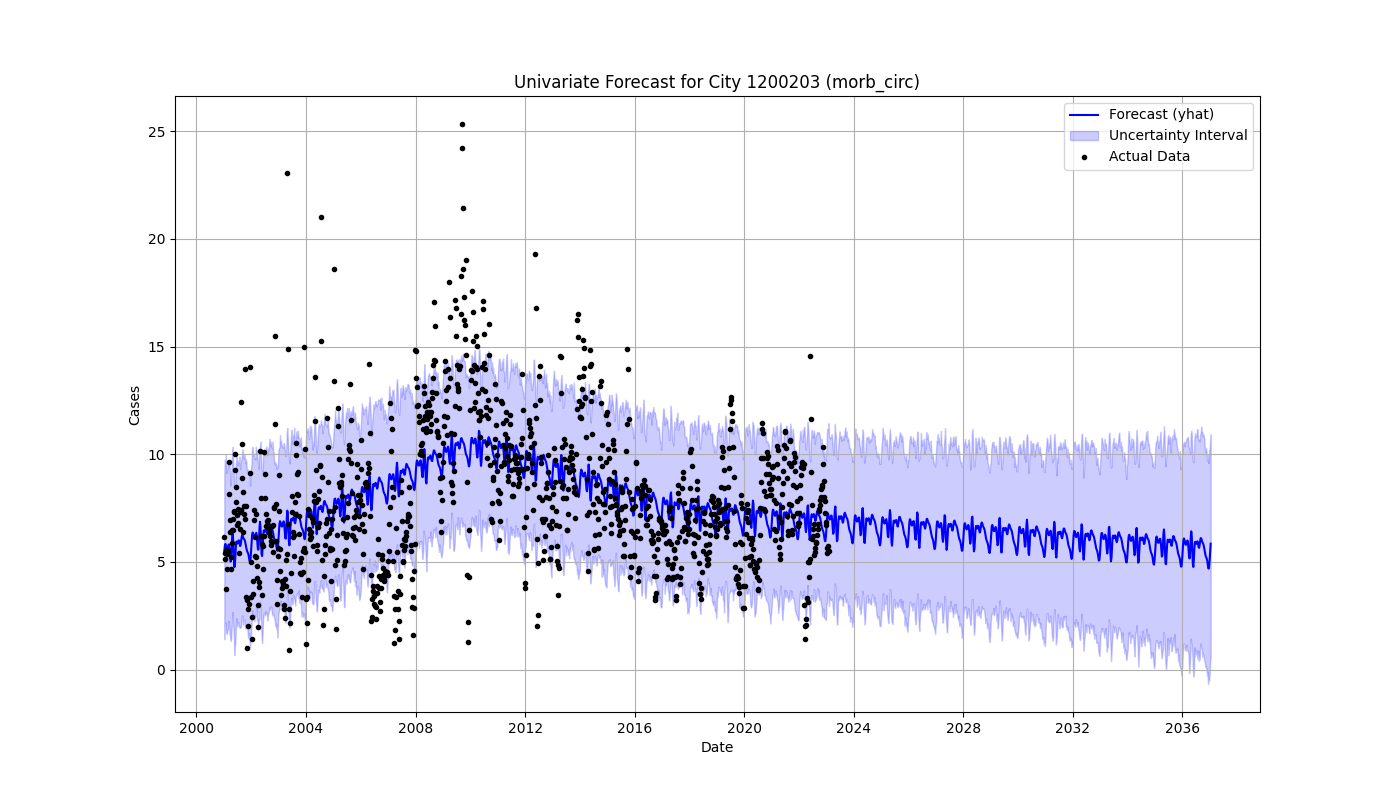 Univariate Forecast for City 1200203 (morb_circ)
Forecast (yhat)
Uncertainty Interval
Actual Data
Cases
25
20
15
10
5
0
2000 2004 2008 2012 2016 2020 2024 2028 2032 2036
Date